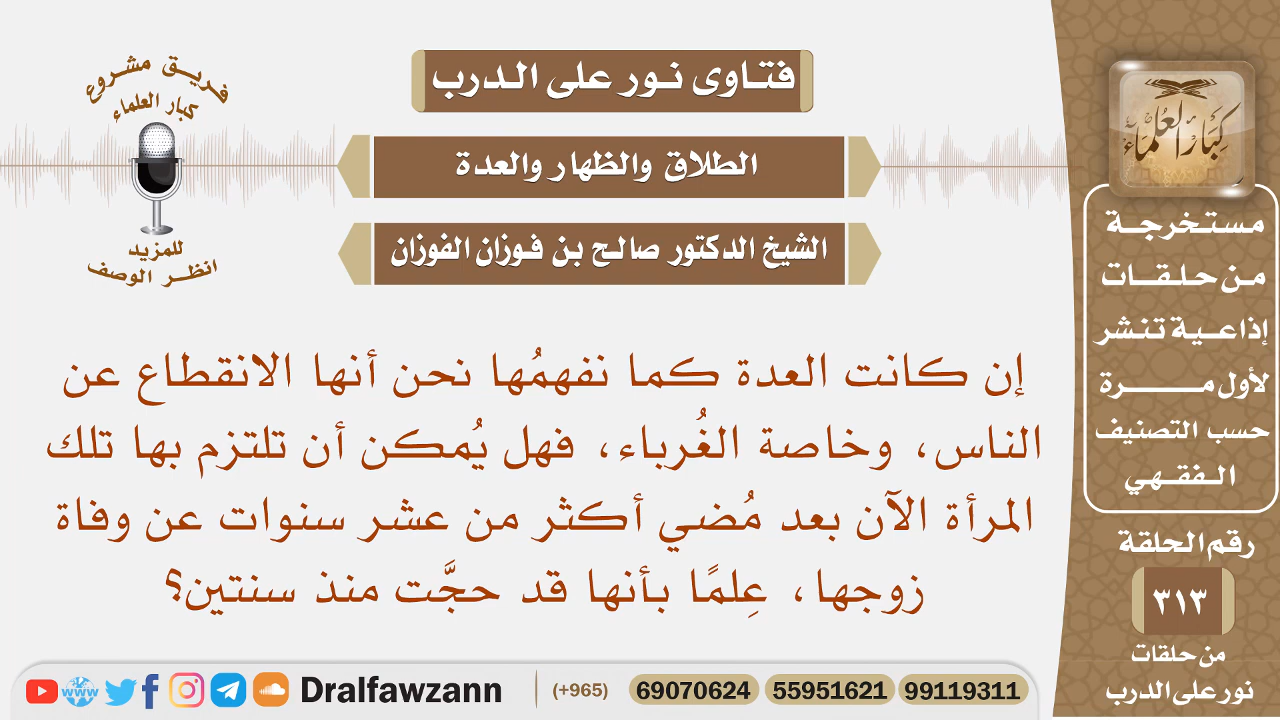 فتاوى نور على الدرب
الطلاق والظهار والعدة
الشيخ الدكتور صالح بن فوزان الفوزان
فريق مشروع
كبار العلماء
للمزيد
انظر الوصف
إن كانت العدة كما نفهمُها نحن أنها الانقطاع عن
الناس، وخاصة الغُرباء، فهل يُمكن أن تلتزم بها تلك
المرأة الآن بعد مُضي أكثر من عشر سنوات عن وفاة
زوجها، عِلمًا بأنها قد حجَّت منذ سنتين؟
كبار العلماء
مستخرجة
من حلقات
إذاعية تنشر
لأول مرة
حسب التصنيف
الفقهي
رقم الحلقة
٣١٣
من حلقات
نور على الدرب
www Dralfawzann (+965) 69070624 55951621 99119311